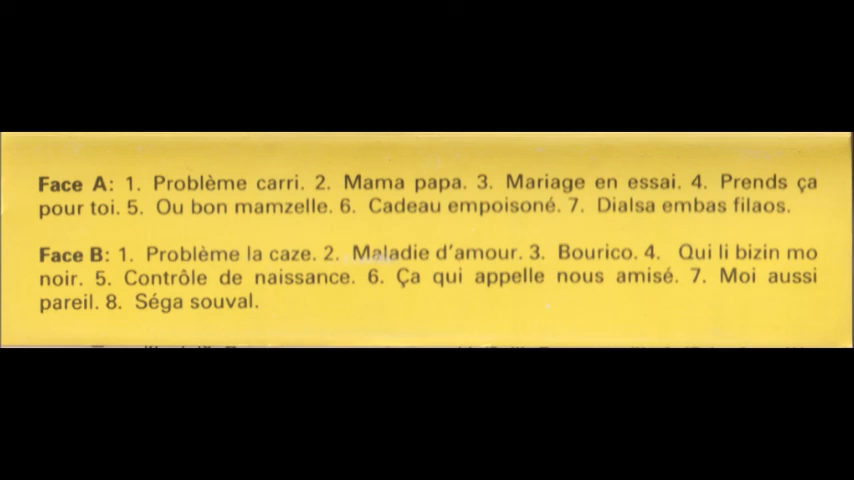 Face A: 1. Problème carri. 2. Mama papa. 3. Mariage en essai. 4. Prends ça
pour toi. 5. Ou bon mamzelle. 6. Cadeau empoisoné. 7. Dialsa embas filaos.
Face B: 1. Problème la caze. 2. Maladie d'amour. 3. Bourico. 4. Qui li bizin mo
noir. 5. Contrôle de naissance. 6. Ça qui appelle nous amisé. 7. Moi aussi
pareil. 8. Séga souval.